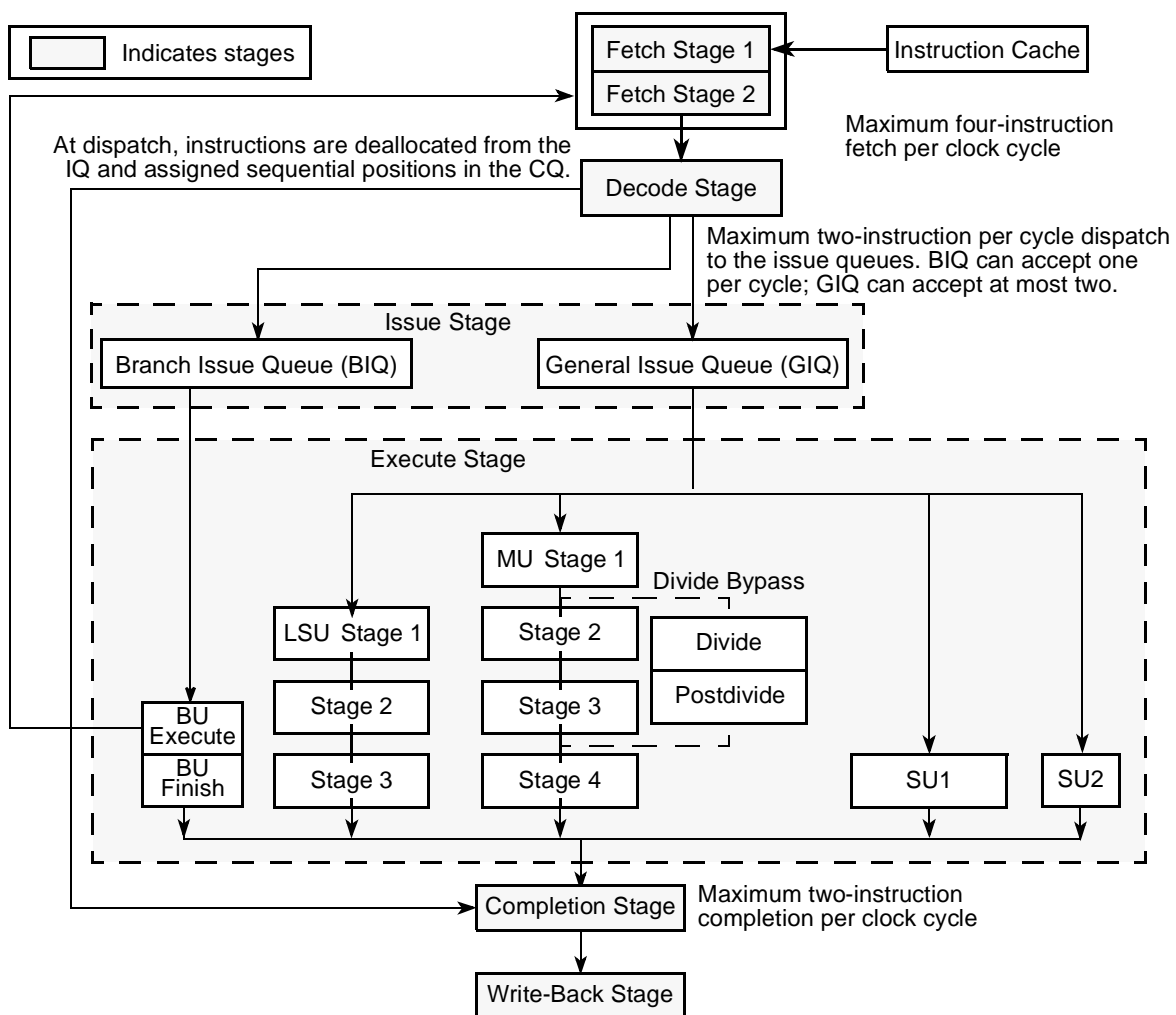 Indicates stages
Fetch Stage 1
Instruction Cache
Fetch Stage 2
Maximum four-instruction
fetch per clock cycle
At dispatch, instructions are deallocated from the
IQ and assigned sequential positions in the CQ.
Decode Stage
Maximum two-instruction per cycle dispatch
to the issue queues. BIQ can accept one
per cycle; GIQ can accept at most two.
Issue Stage
Branch Issue Queue (BIQ)
General Issue Queue (GIQ)
Execute Stage
MU Stage 1
Divide Bypass
LSU Stage 1
Stage 2
Divide
Stage 2
Stage 3
Postdivide
BU
Execute
BU
Finish
Stage 3
Stage 4
SU1
SU2
Completion Stage
Maximum two-instruction
completion per clock cycle
Write-Back Stage